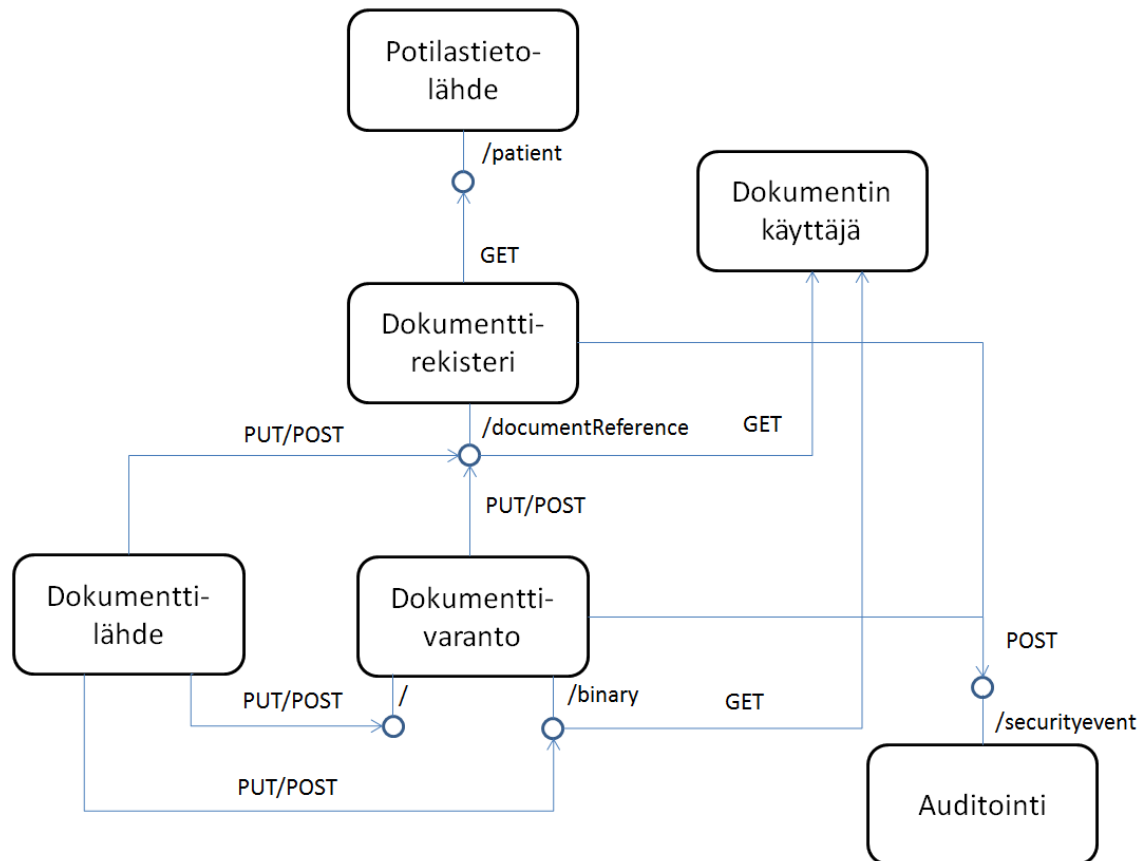 Potilastieto-
lähde
/patient
Dokumentin
käyttäjä
GET
Dokumentti-
rekisteri
/documentReference
GET
PUT/POST
PUT/POST
Dokumentti-
lähde
Dokumentti-
varanto
POST
PUT/POST
/
/binary
GET
/securityevent
PUT/POST
Auditointi